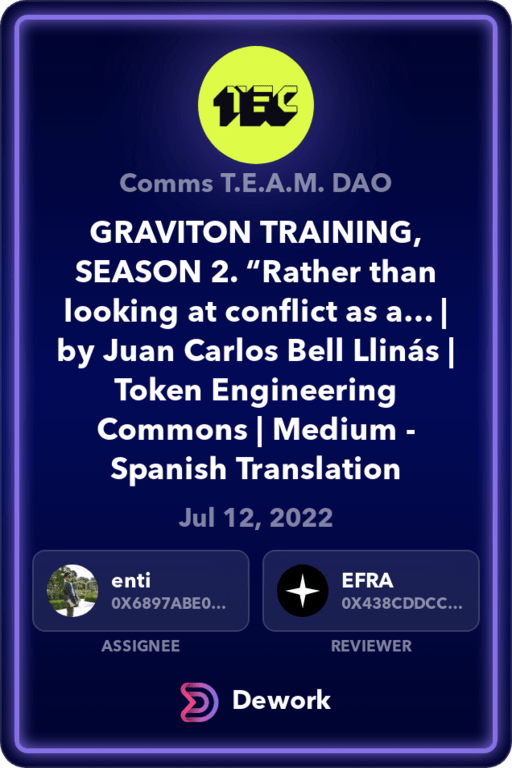 TEC
Comms T.E.A.M. DAO
GRAVITON TRAINING,
SEASON 2. “Rather than
looking at conflict as a… |
by Juan Carlos Bell Llinás |
Token Engineering
Commons | Medium -
Spanish Translation
Jul 12, 2022
enti
0X6897ABE0...
EFRA
0X438CDDCC...
ASSIGNEE
REVIEWER
Dework